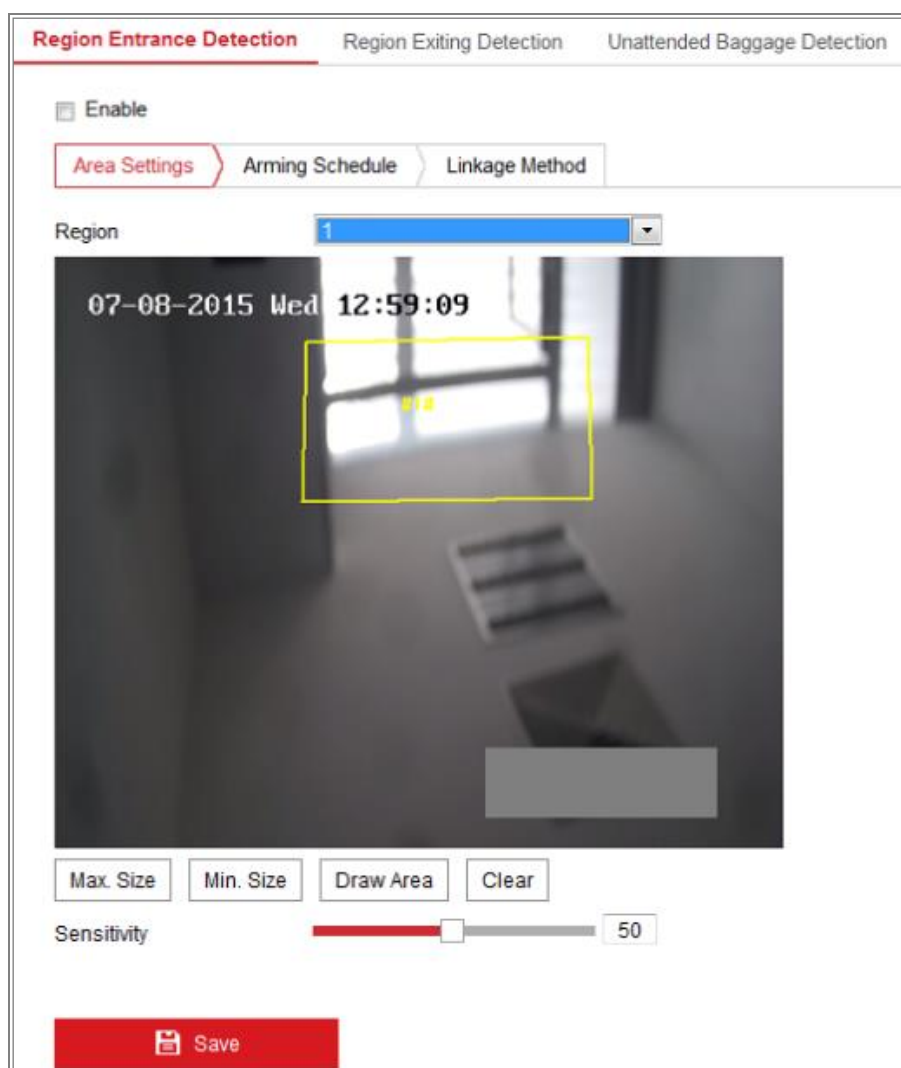 Region Entrance Detection Region Exiting Detection Unattended Baggage Detection
Enable
Area Settings Arming Schedule Linkage Method
Region 1
07-08-2015 Wed 12:59:09
#1#
Max. Size Min. Size Draw Area Clear
Sensitivity 50
Save